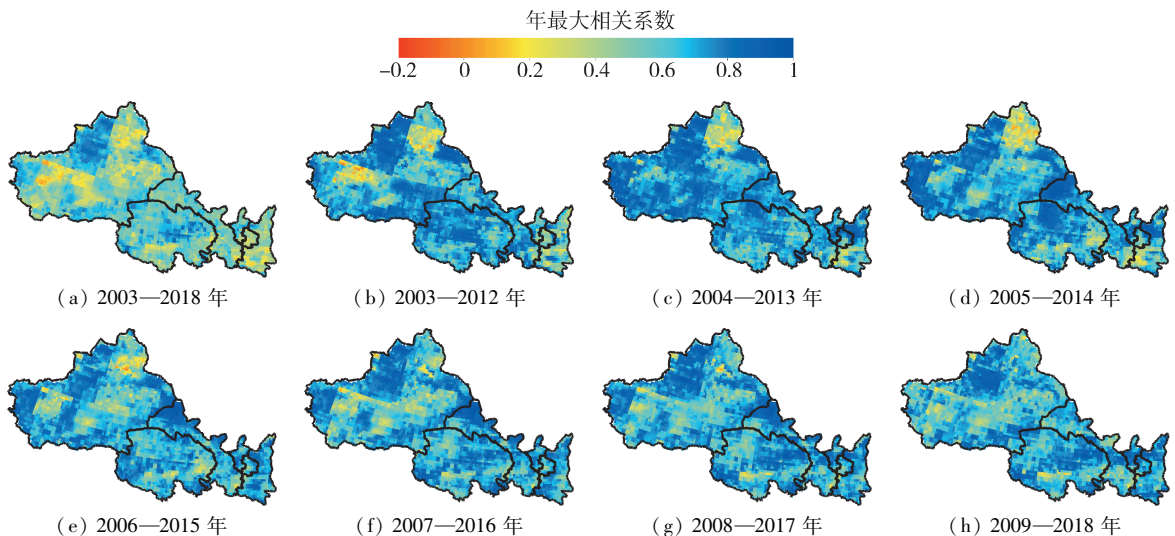 年最大相关系数
−0.2 0 0.2 0.4 0.6 0.8 1
(a) 2003—2018 年
(b) 2003—2012 年
(c) 2004—2013 年
(d) 2005—2014 年
(e) 2006—2015 年
(f) 2007—2016 年
(g) 2008—2017 年
(h) 2009—2018 年